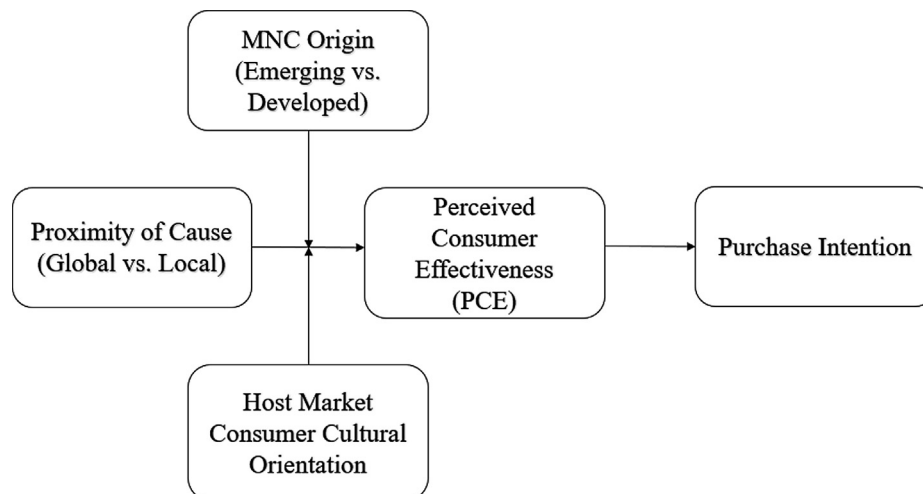 MNC Origin
(Emerging vs.
Developed)
Proximity of Cause
(Global vs. Local)
Perceived
Consumer
Effectiveness
(PCE)
Purchase Intention
Host Market
Consumer Cultural
Orientation